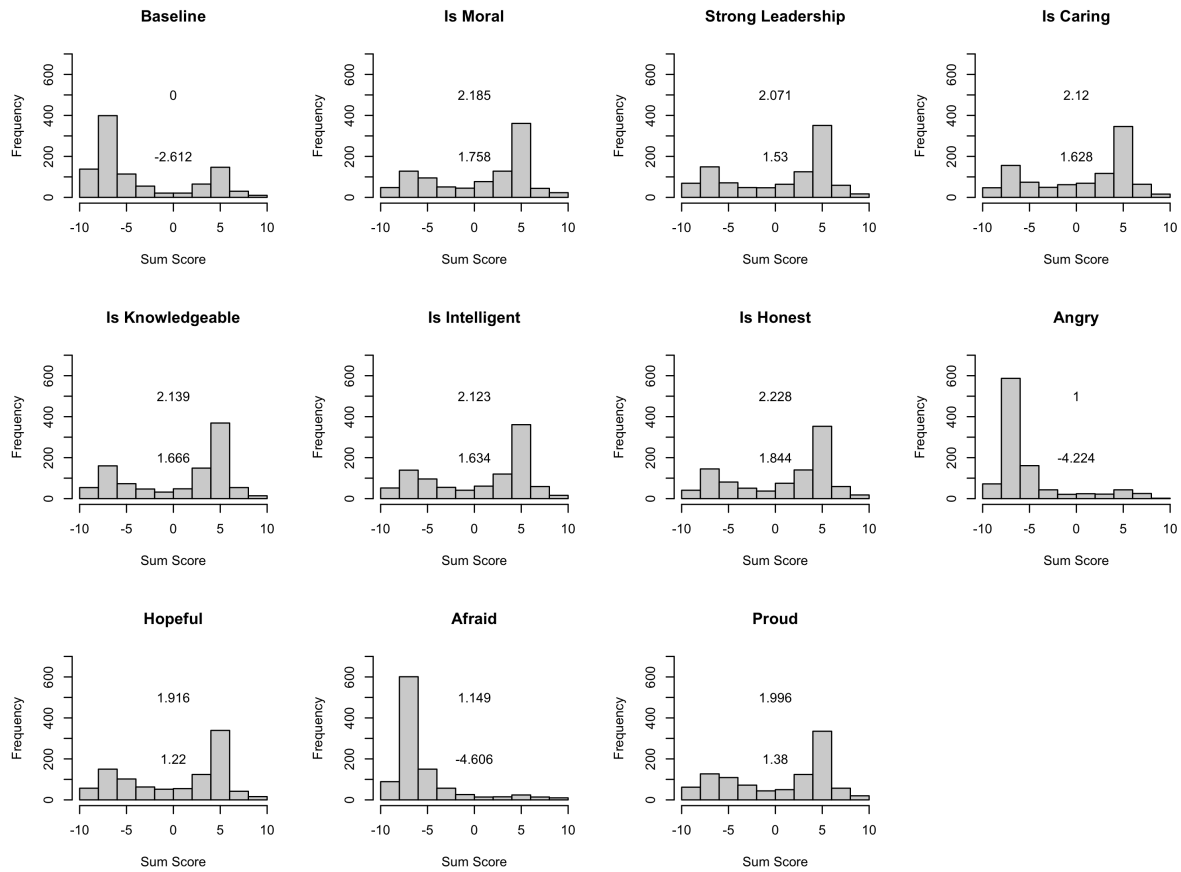 Baseline
Frequency
600
400
200
0
0
-2.612
-10 -5 0 5 10
Sum Score
Is Moral
Frequency
600
400
200
0
2.185
1.758
-10 -5 0 5 10
Sum Score
Strong Leadership
Frequency
600
400
200
0
2.071
1.53
-10 -5 0 5 10
Sum Score
Is Caring
Frequency
600
400
200
0
2.12
1.628
-10 -5 0 5 10
Sum Score
Is Knowledgeable
Frequency
600
400
200
0
2.139
1.666
-10 -5 0 5 10
Sum Score
Is Intelligent
Frequency
600
400
200
0
2.123
1.634
-10 -5 0 5 10
Sum Score
Is Honest
Frequency
600
400
200
0
2.228
1.844
-10 -5 0 5 10
Sum Score
Angry
Frequency
600
400
200
0
1
-4.224
-10 -5 0 5 10
Sum Score
Hopeful
Frequency
600
400
200
0
1.916
1.22
-10 -5 0 5 10
Sum Score
Afraid
Frequency
600
400
200
0
1.149
-4.606
-10 -5 0 5 10
Sum Score
Proud
Frequency
600
400
200
0
1.996
1.38
-10 -5 0 5 10
Sum Score